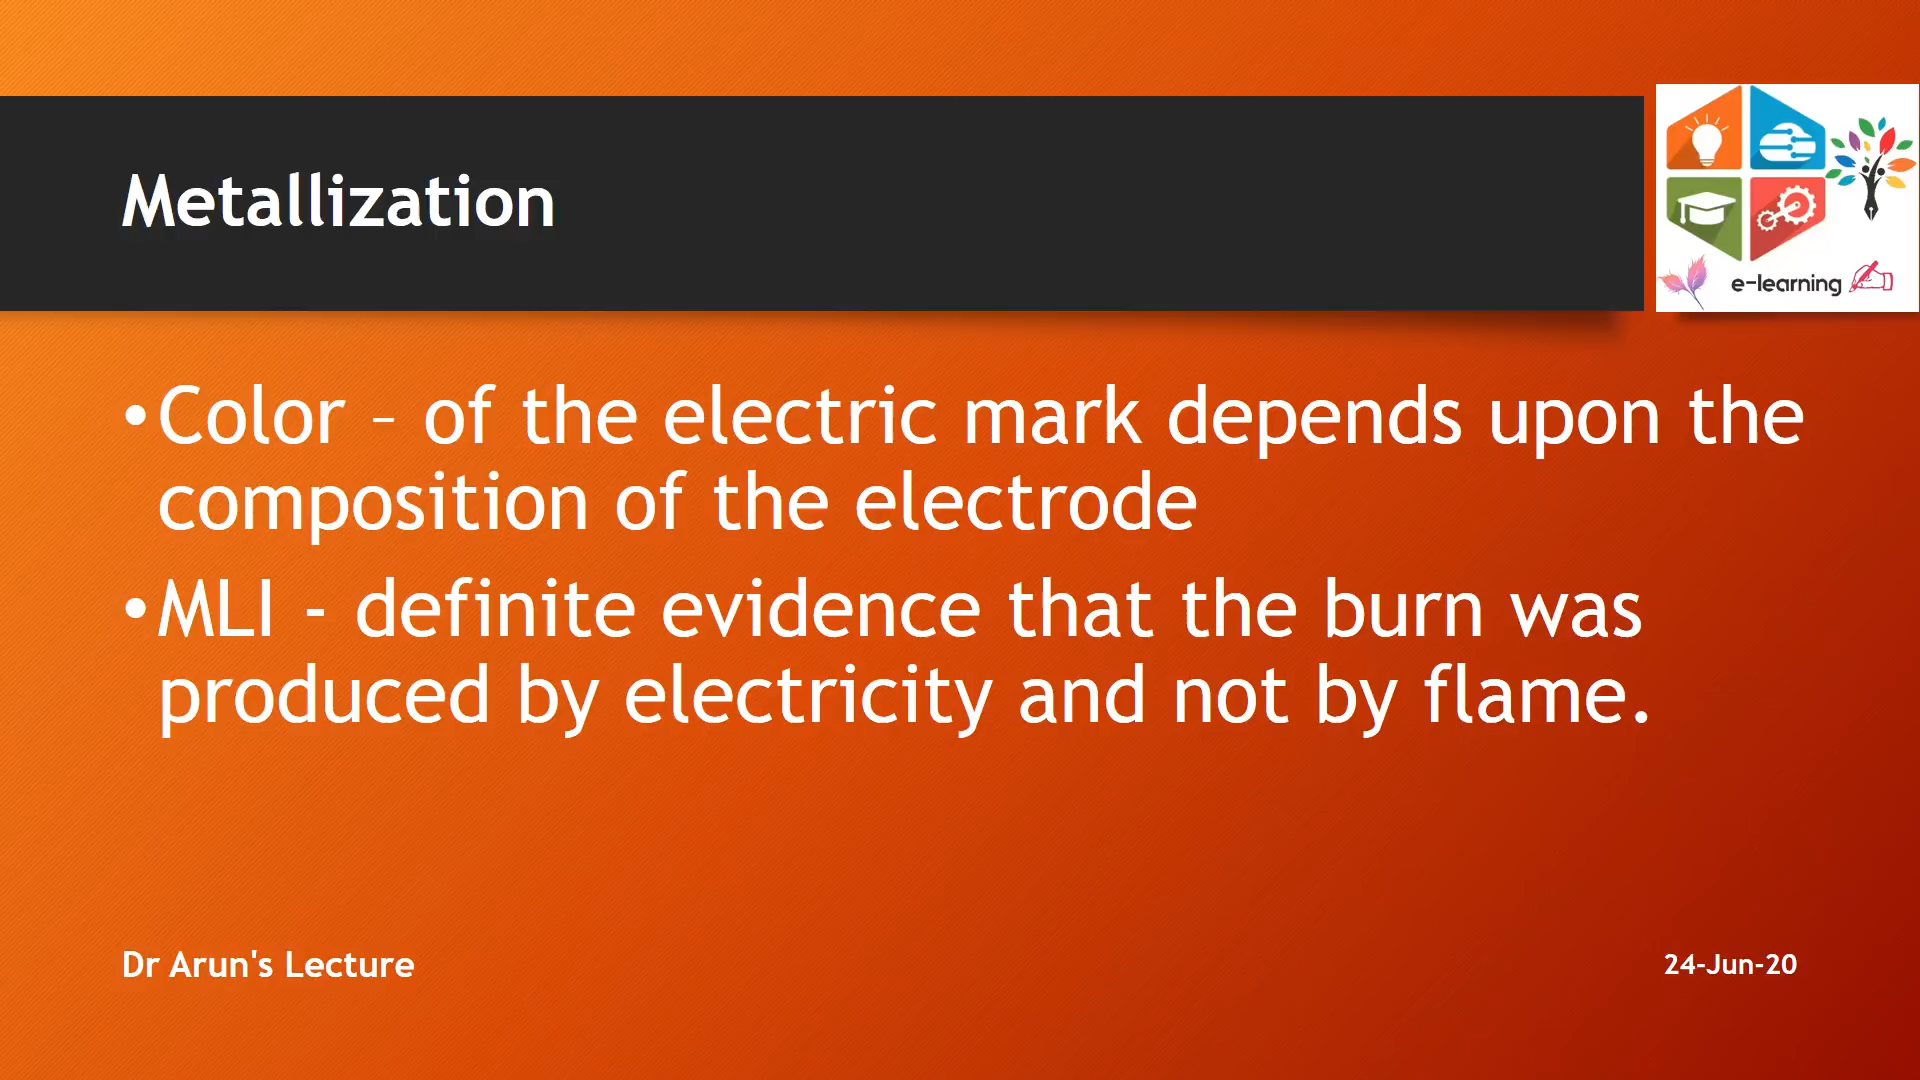 Metallization
e-learning
•Color – of the electric mark depends upon the
composition of the electrode
•MLI - definite evidence that the burn was
produced by electricity and not by flame.
Dr Arun's Lecture
24-Jun-20